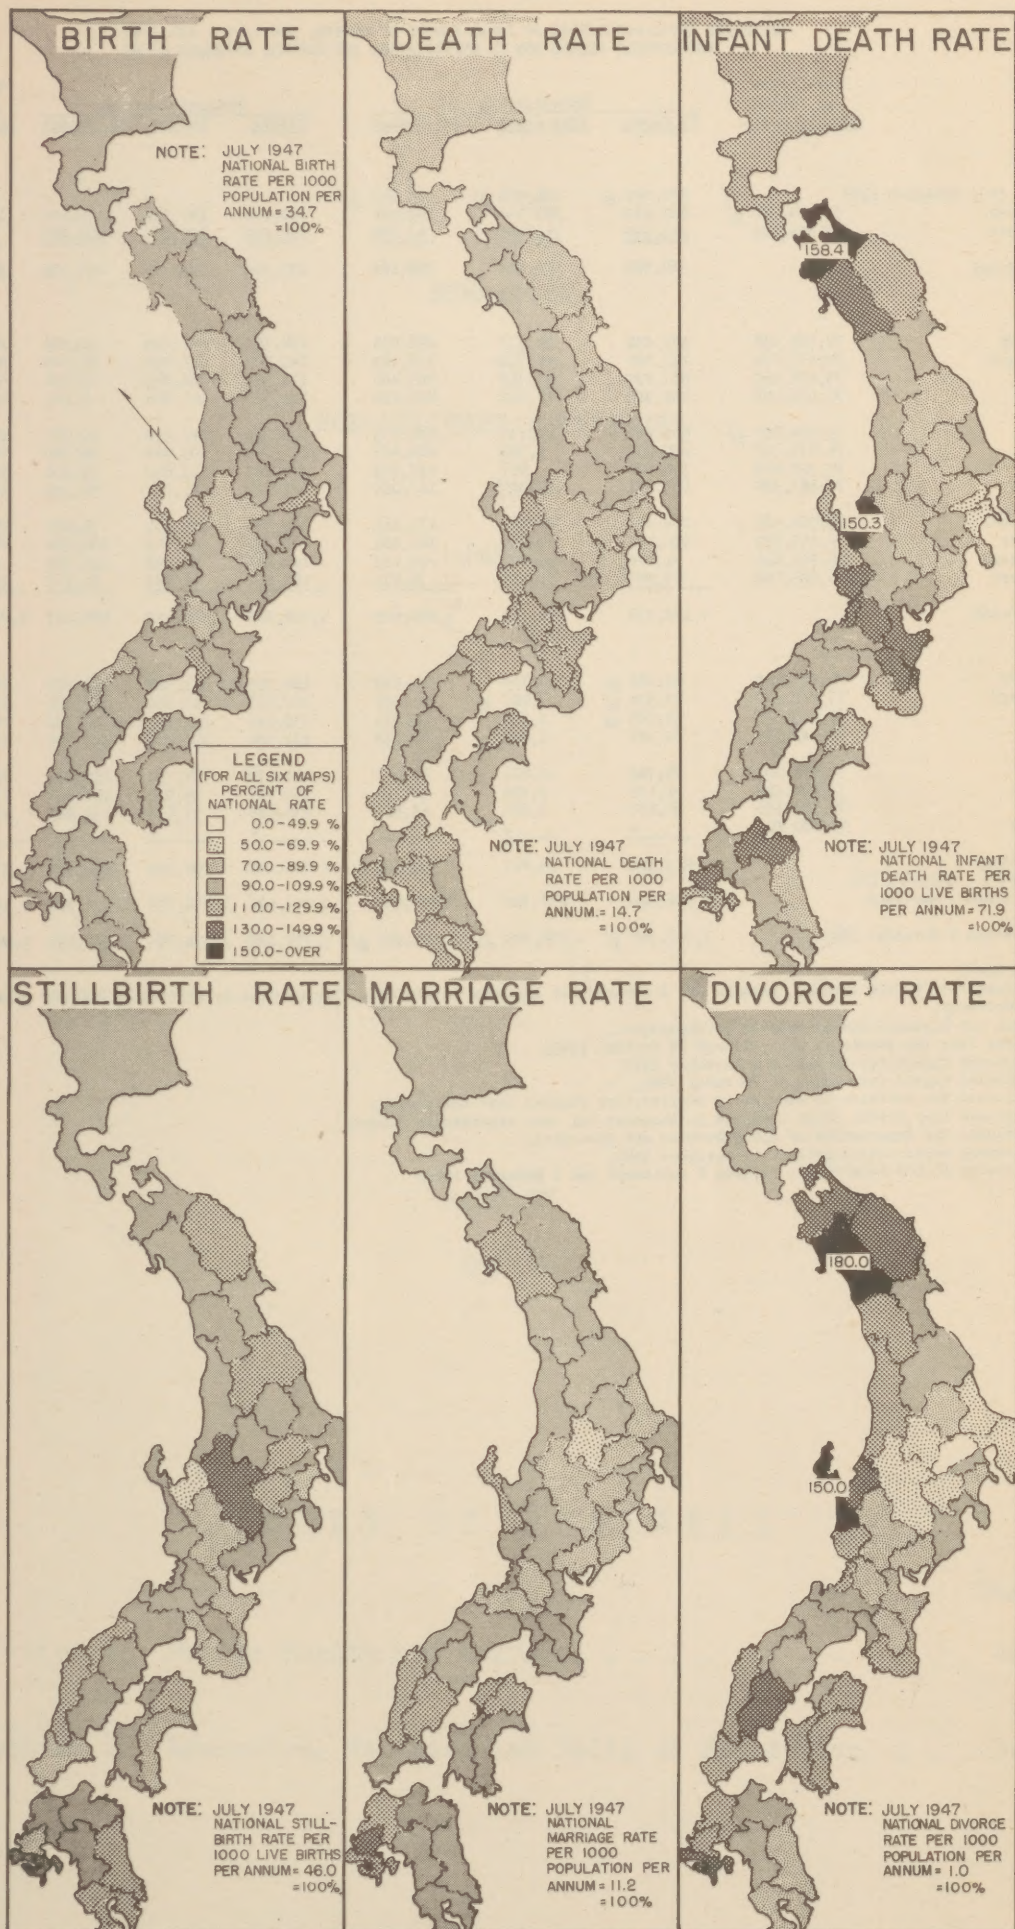 BIRTH RATE
NOTE: JULY 1947
NATIONAL BIRTH
RATE PER 1000
POPULATION PER
ANNUM = 34.7
=100%
N
LEGEND
(FOR ALL SIX MAPS)
PERCENT OF
NATIONAL RATE
0.0-49.9 %
50.0-69.9 %
70.0-89.9 %
90.0-109.9 %
110.0-129.9 %
130.0-149.9 %
150.0-OVER
DEATH RATE
NOTE: JULY 1947
NATIONAL DEATH
RATE PER 1000
POPULATION PER
ANNUM.= 14.7
=100%
INFANT DEATH RATE
158.4
150.3
NOTE: JULY 1947
NATIONAL INFANT
DEATH RATE PER
1000 LIVE BIRTHS
PER ANNUM = 71.9
=100%
STILLBIRTH RATE
NOTE: JULY 1947
NATIONAL STILL-
BIRTH RATE PER
1000 LIVE BIRTHS
PER ANNUM = 46.0
=100%
MARRIAGE RATE
NOTE: JULY 1947
NATIONAL
MARRIAGE RATE
PER 1000
POPULATION PER
ANNUM = 11.2
=100%
DIVORCE RATE
180.0
150.0
NOTE: JULY 1947
NATIONAL DIVORCE
RATE PER 1000
POPULATION PER
ANNUM = 1.0
=100%